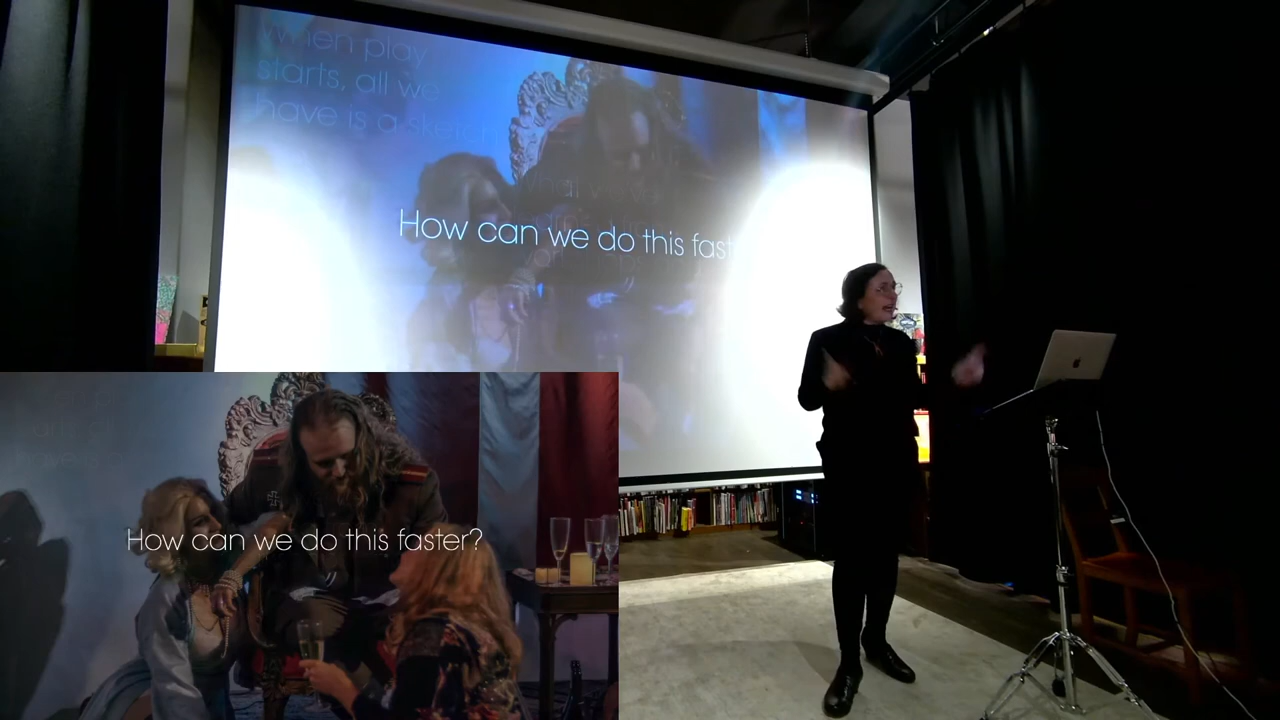 when play
starts, all we
have is a sketch
How can we do this fast
How can we do this faster?